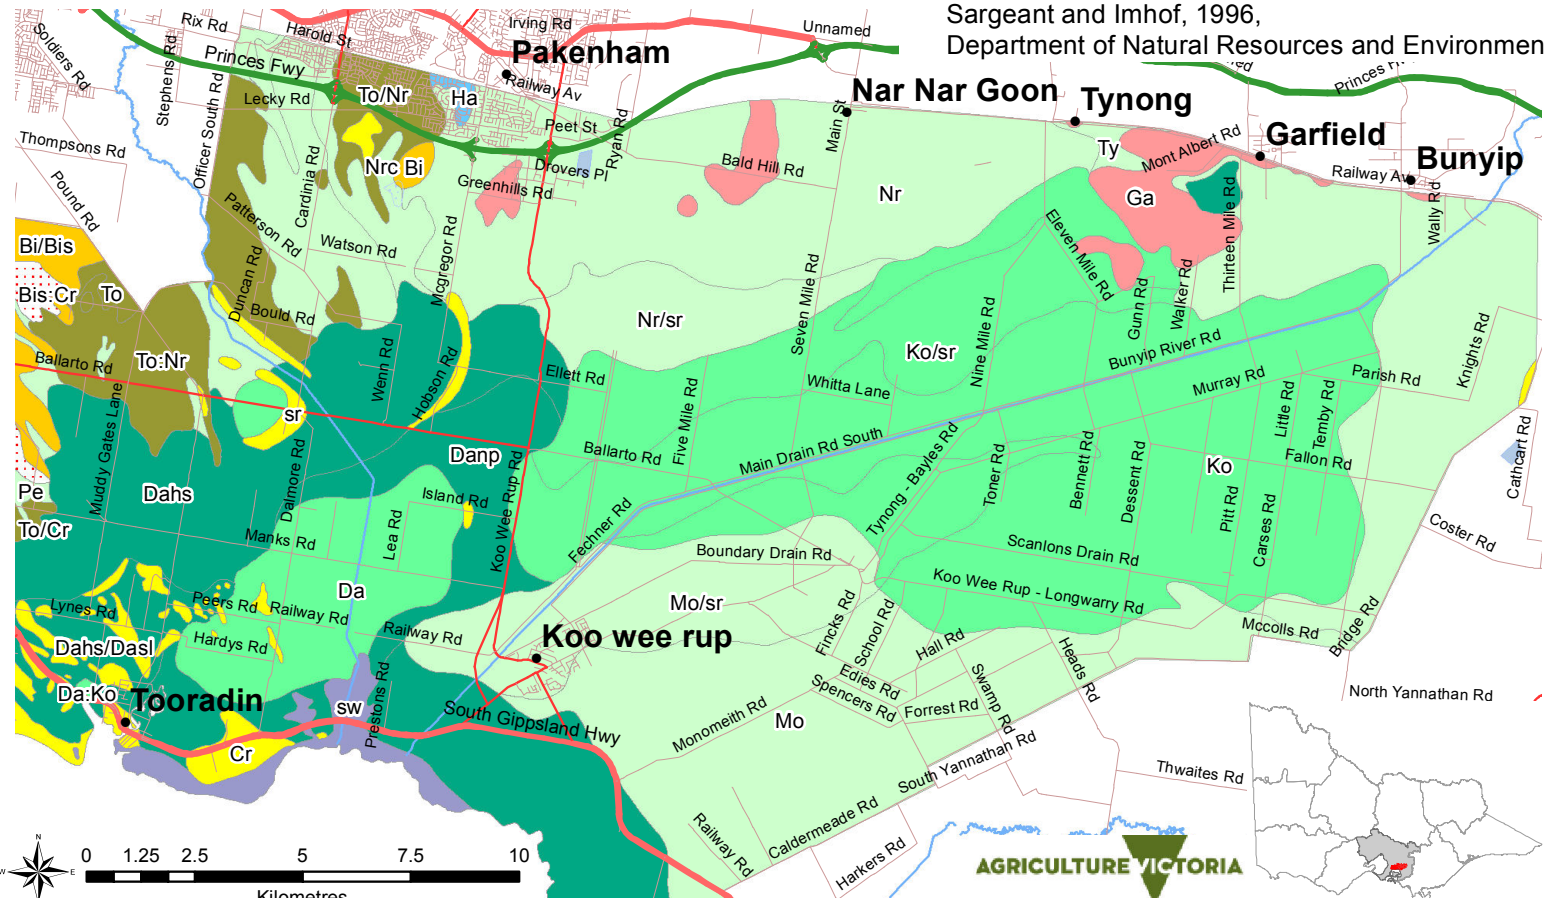 Sargeant and Imhof, 1996,
Department of Natural Resources and Environmen
Rix Rd
Harold St
Irving Rd
Unnamed
Soldiers Rd
Stephens Rd
Princes Fwy
Pakenham
Railway Av
Princes
Lecky Rd
To/Nr
Ha
Nar Nar Goon
Tynong
Officer South Rd
Peet St
Ryan Rd
Main St
Garfield
Thompsons Rd
Drovers Pl
Bald Hill Rd
Ty
Mont Albert Rd
Bunyip
Nrc
Bi
Greenhills Rd
Railway Av
Pound Rd
Cardinia Rd
Nr
Ga
Thirteen Mile Rd
Wally Rd
Patterson Rd
Watson Rd
Mcgregor Rd
Eleven Mile Rd
Bi/Bis
Duncan Rd
Seven Mile Rd
Gunn Rd
Walker Rd
Bis:Cr
To
Bould Rd
Nr/sr
Nine Mile Rd
Ko/sr
Bunyip River Rd
Knights Rd
Ballarto Rd
To:Nr
Wenn Rd
Hobson Rd
Ellett Rd
Whitta Lane
Murray Rd
Parish Rd
Muddy Gates Lane
sr
Five Mile Rd
Little Rd
Temby Rd
Cathcart Rd
Dalmore Rd
Danp
Ballarto Rd
Main Drain Rd South
Tynong - Bayles Rd
Toner Rd
Bennett Rd
Dessent Rd
Ko
Fallon Rd
Pe
Dahs
Island Rd
Koo Wee Rup Rd
Pitt Rd
Carses Rd
To/Cr
Manks Rd
Lea Rd
Fechner Rd
Boundary Drain Rd
Scanlons Drain Rd
Coster Rd
Da
Koo Wee Rup - Longwarry Rd
Lynes Rd
Peers Rd
Railway Rd
Mo/sr
Fincks Rd
School Rd
Mccolls Rd
Bridge Rd
Hardys Rd
Railway Rd
Koo wee rup
Hall Rd
Heads Rd
Dahs/Dasl
Edies Rd
Swamp Rd
Da:Ko
Tooradin
Prestons Rd
Spencers Rd
Forrest Rd
North Yannathan Rd
sw
South Gippsland Hwy
Monomeith Rd
Mo
Cr
South Yannathan Rd
Thwaites Rd
Railway Rd
Caldermeade Rd
Harkers Rd
N
W
E
0 1.25 2.5 5 7.5 10
Kilometres
AGRICULTURE VICTORIA